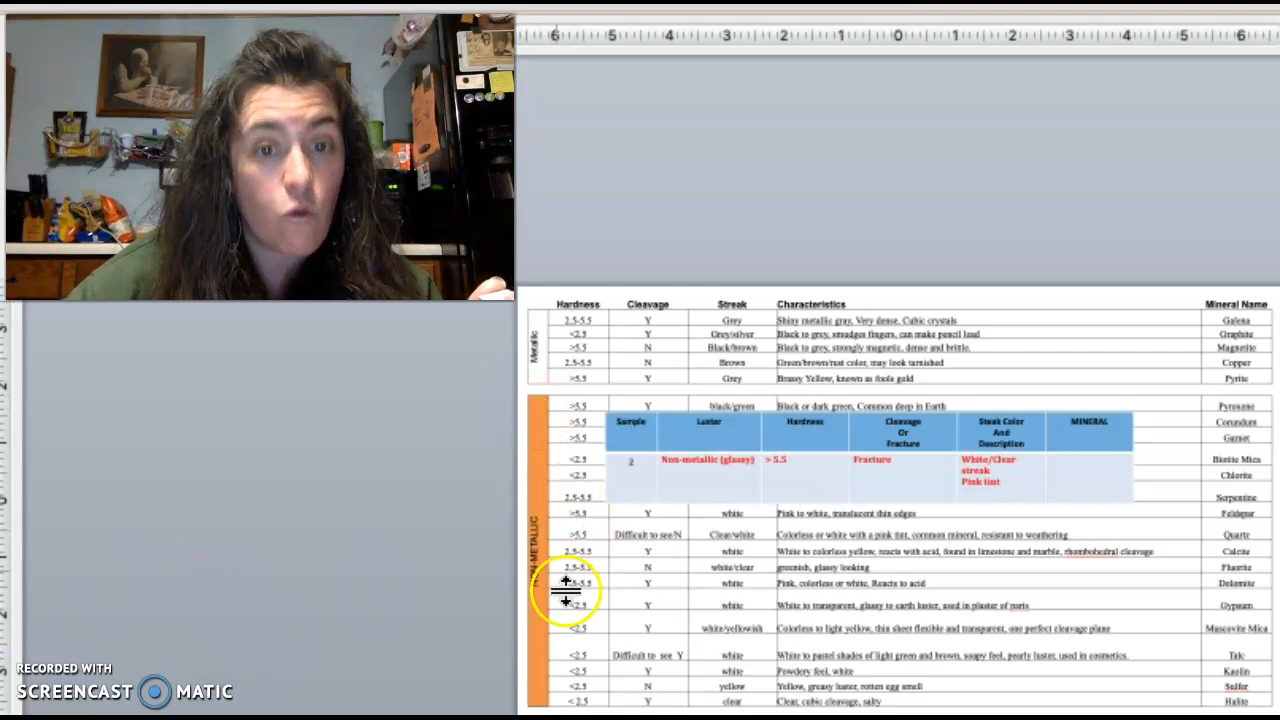 6 5 4 3 2 1 0 1 2 3 4 5 6
Hardness Cleavage Streak Characteristics Mineral Name
Metallic
2.5-5.5 Y Grey Shiny metallic gray, Very dense, Cubic crystals Galena
<2.5 Y Grey/silver Black to grey, smudges fingers, can make pencil lead Graphite
>5.5 N Black/brown Black to grey, strongly magnetic, dense and brittle. Magnetite
2.5-5.5 N Brown Green/brown/rust color, may look tarnished Copper
>5.5 Y Grey Brassy Yellow, known as fools gold Pyrite
NON-METALLIC
>5.5 Y black/green Black or dark green, Common deep in Earth Pyroxene
>5.5 Corundum
>5.5 Garnet
<2.5 Biotite Mica
<2.5 Chlorite
2.5-5.5 Serpentine
Sample Luster Hardness Cleavage Or Fracture Steak Color And Description MINERAL
2 Non-metallic (glassy) > 5.5 Fracture White/Clear streak Pink tint
>5.5 Y white Pink to white, translucent thin edges Feldspar
>5.5 Difficult to see/N Clear/white Colorless or white with a pink tint, common mineral, resistant to weathering Quartz
2.5-5.5 Y white White to colorless yellow, reacts with acid, found in limestone and marble, rhombohedral cleavage Calcite
2.5-5.5 N white/clear greenish, glassy looking Fluorite
Y white Pink, colorless or white, Reacts to acid Dolomite
<2.5 Y white White to transparent, glassy to earth luster, used in plaster of paris Gypsum
<2.5 Y white/yellowish Colorless to light yellow, thin sheet flexible and transparent, one perfect cleavage plane Muscovite Mica
<2.5 Difficult to see Y White to pastel shades of light green and brown, soapy feel, pearly luster, used in cosmetics. Talc
<2.5 Y white Powdery feel, white Kaolin
<2.5 N yellow Yellow, greasy luster, rotten egg smell Sulfer
< 2.5 Y clear Clear, cubic cleavage, salty Halite
RECORDED WITH
SCREENCAST MATIC